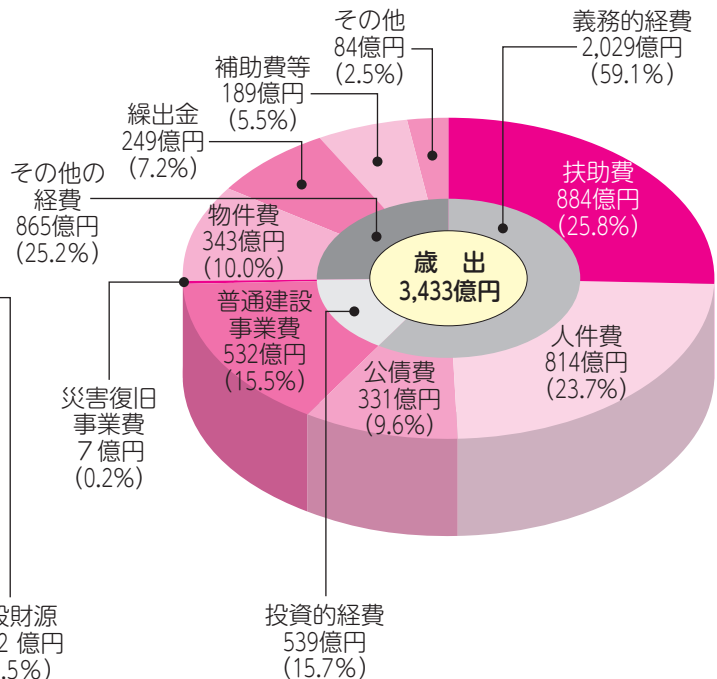 その他
84億円
(2.5%)
義務的経費
2,029億円
(59.1%)
補助費等
189億円
(5.5%)
繰出金
249億円
(7.2%)
その他の
経費
865億円
(25.2%)
物件費
343億円
(10.0%)
扶助費
884億円
(25.8%)
歳 出
3,433億円
普通建設
事業費
532億円
(15.5%)
人件費
814億円
(23.7%)
公債費
331億円
(9.6%)
災害復旧
事業費
7億円
(0.2%)
投資的経費
539億円
(15.7%)
財源
億円
5%)